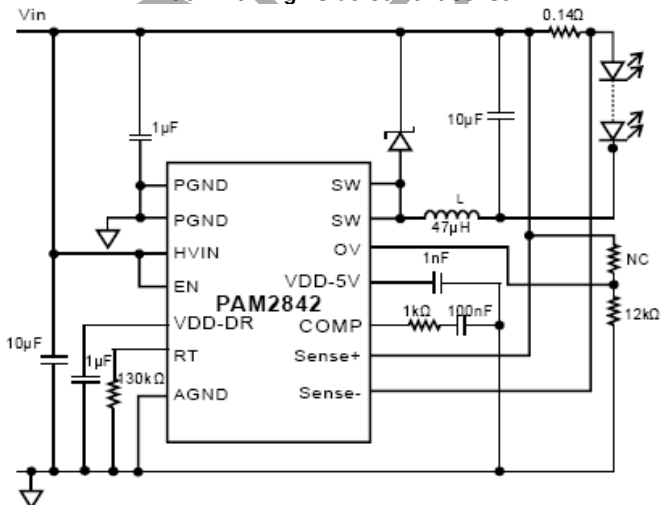 Vin
0.14Ω
1µF
10µF
PGND
SW
PGND
SW
L
47µH
HVIN
OV
1nF
NC
EN
VDD-5V
PAM2842
VDD-DR
COMP
1kΩ
100nF
12kΩ
10µF
1µF
RT
130kΩ
Sense+
AGND
Sense-